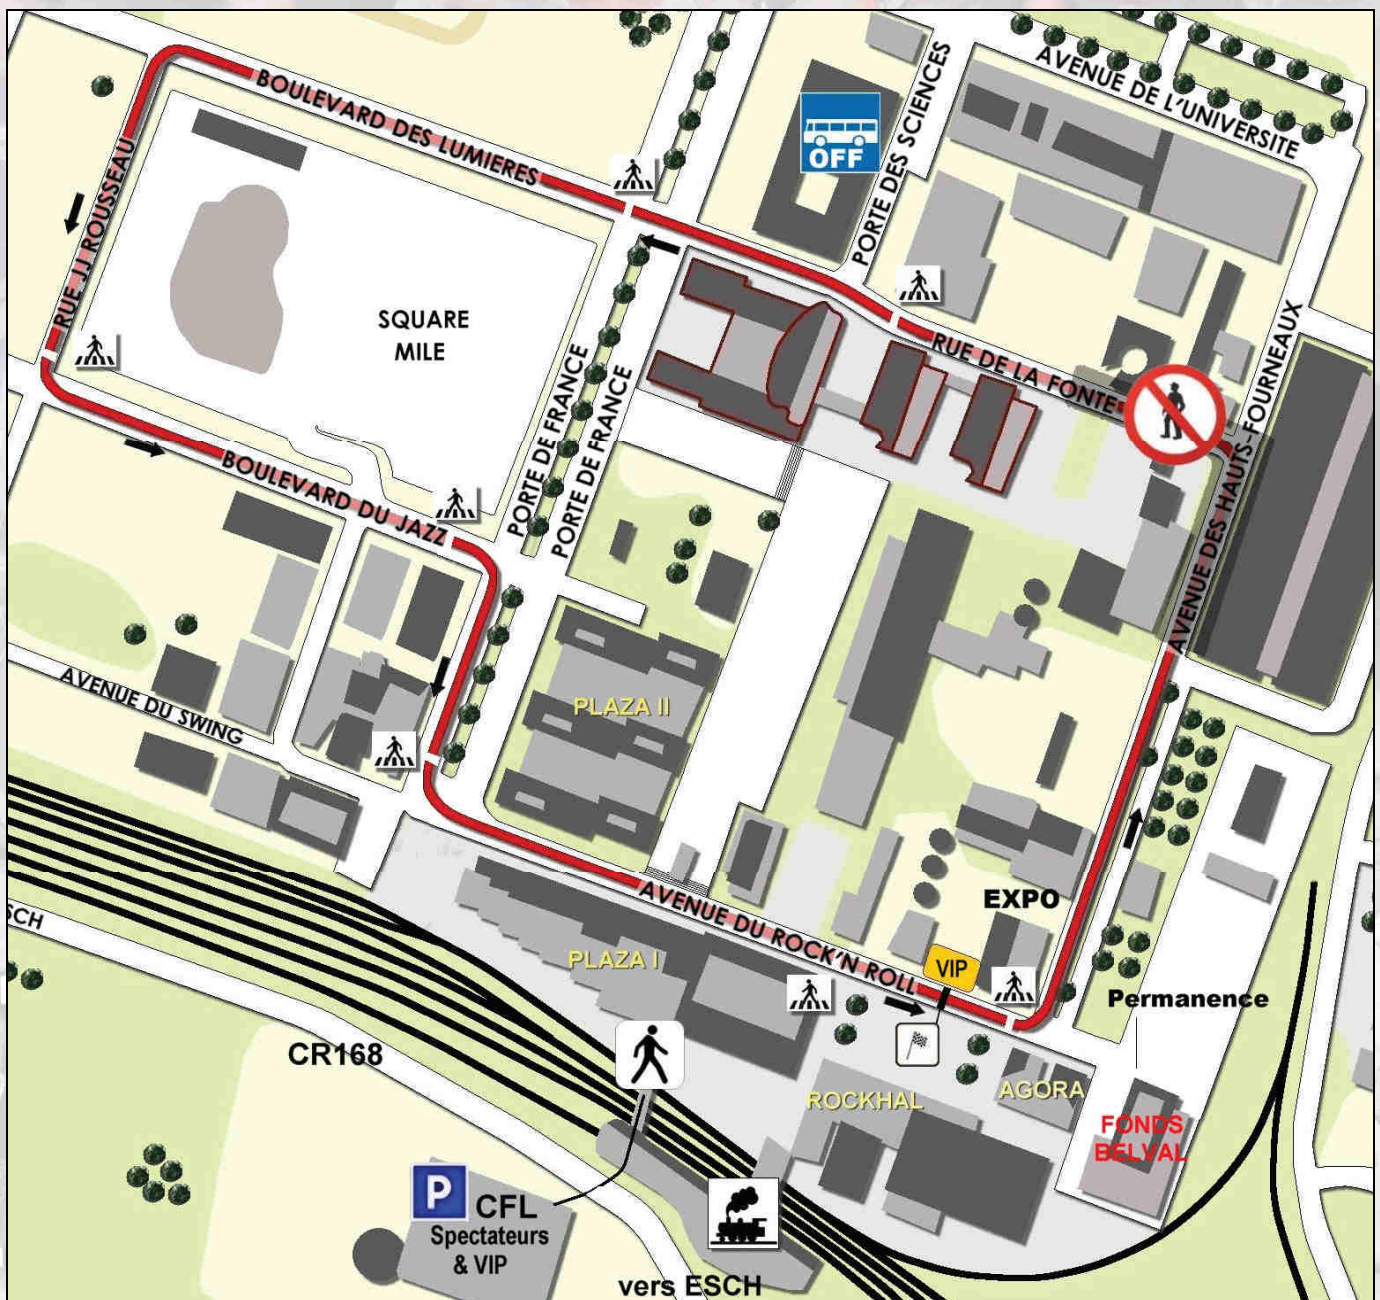 AVENUE DE L'UNIVERSITE
BOULEVARD DES LUMIERES
OFF
PORTE DES SCIENCES
RUE JJ ROUSSEAU
SQUARE
MILE
RUE DE LA FONTE
AVENUE DES HAUTS-FOURNEAUX
PORTE DE FRANCE
PORTE DE FRANCE
BOULEVARD DU JAZZ
AVENUE DU SWING
PLAZA II
AVENUE DU ROCK'N ROLL
EXPO
VIP
PLAZA I
SCH
Permanence
CR168
ROCKHAL
AGORA
FONDS
BELVAL
P
CFL
Spectateurs
& VIP
vers ESCH